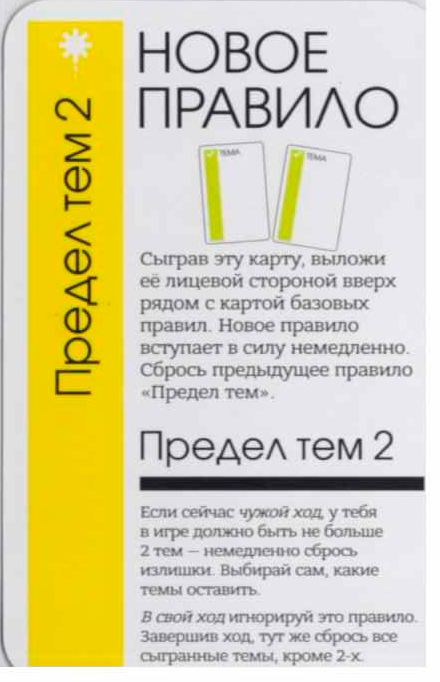 Предел тем 2
НОВОЕ
ПРАВИЛО
ТЕМА
ТЕМА
Сыграв эту карту, выложи
её лицевой стороной вверх
рядом с картой базовых
правил. Новое правило
вступает в силу немедленно.
Сбрось предыдущее правило
«Предел тем».
Предел тем 2
Если сейчас чужой ход, у тебя
в игре должно быть не больше
2 тем — немедленно сбрось
излишки. Выбирай сам, какие
темы оставить.
В свой ход игнорируй это правило.
Завершив ход, тут же сбрось все
сыгранные темы, кроме 2-х.